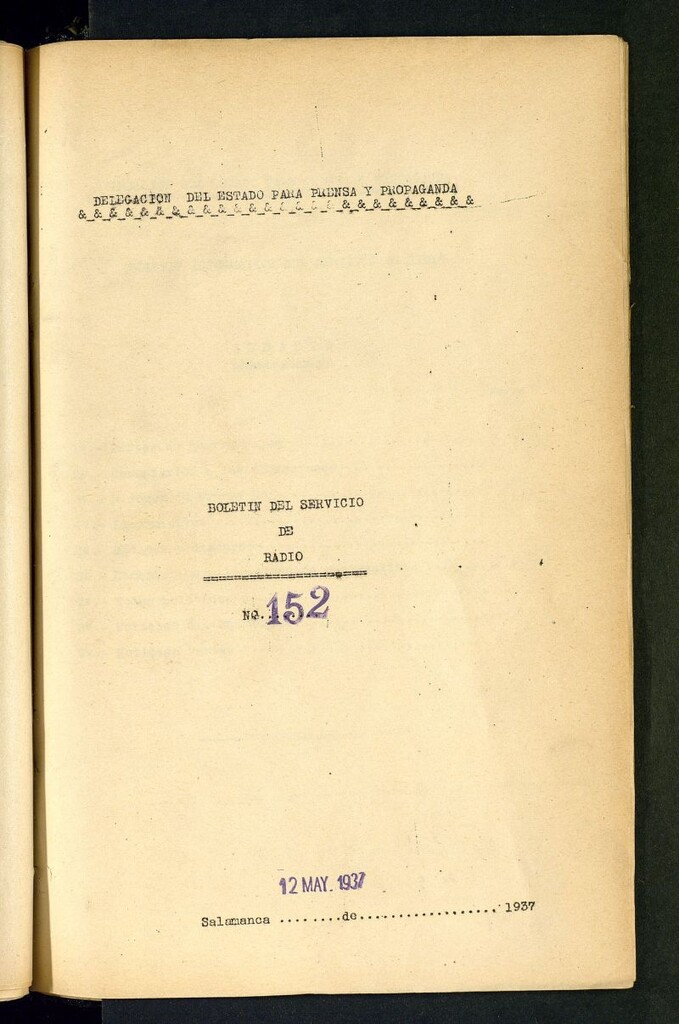 DELEGACION DEL ESTADO PARA PRENSA Y PROPAGANDA
&_&_&_&_&_&_&_&_&_&_&_&_&_&_&_&_&_&_&_&_&_&_&_&_&_&
BOLETIN DEL SERVICIO
DE
RADIO
====================
Nº.152....
12 MAY. 1937
Salamanca ........de.................. 1937